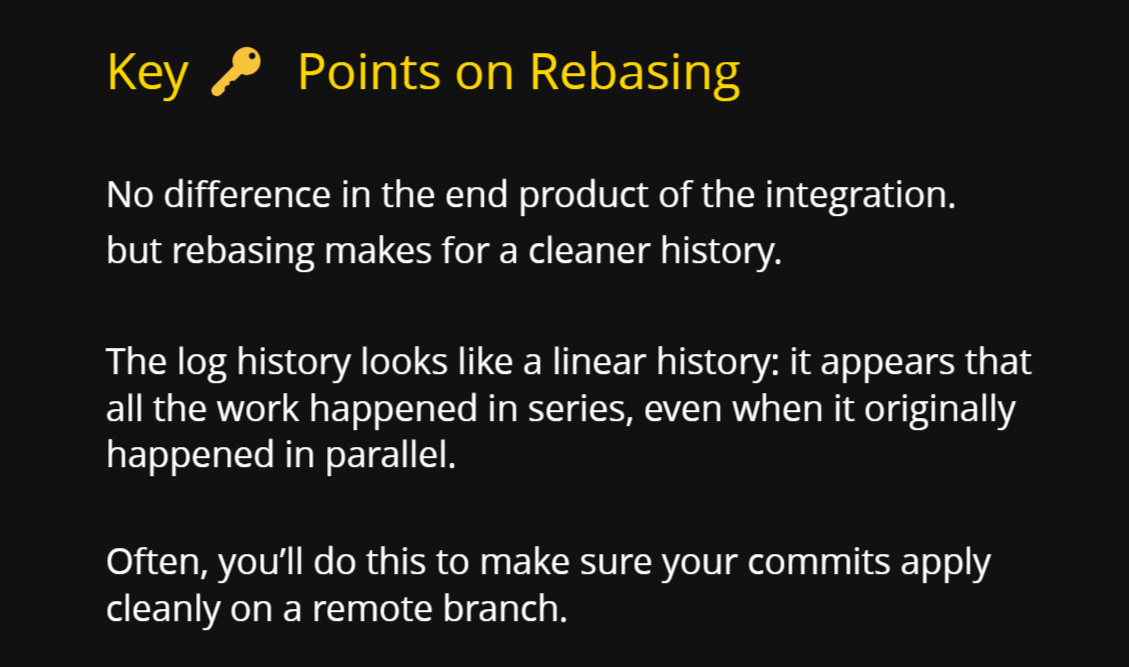 Key 🔑 Points on Rebasing
No difference in the end product of the integration.
but rebasing makes for a cleaner history.
The log history looks like a linear history: it appears that
all the work happened in series, even when it originally
happened in parallel.
Often, you’ll do this to make sure your commits apply
cleanly on a remote branch.